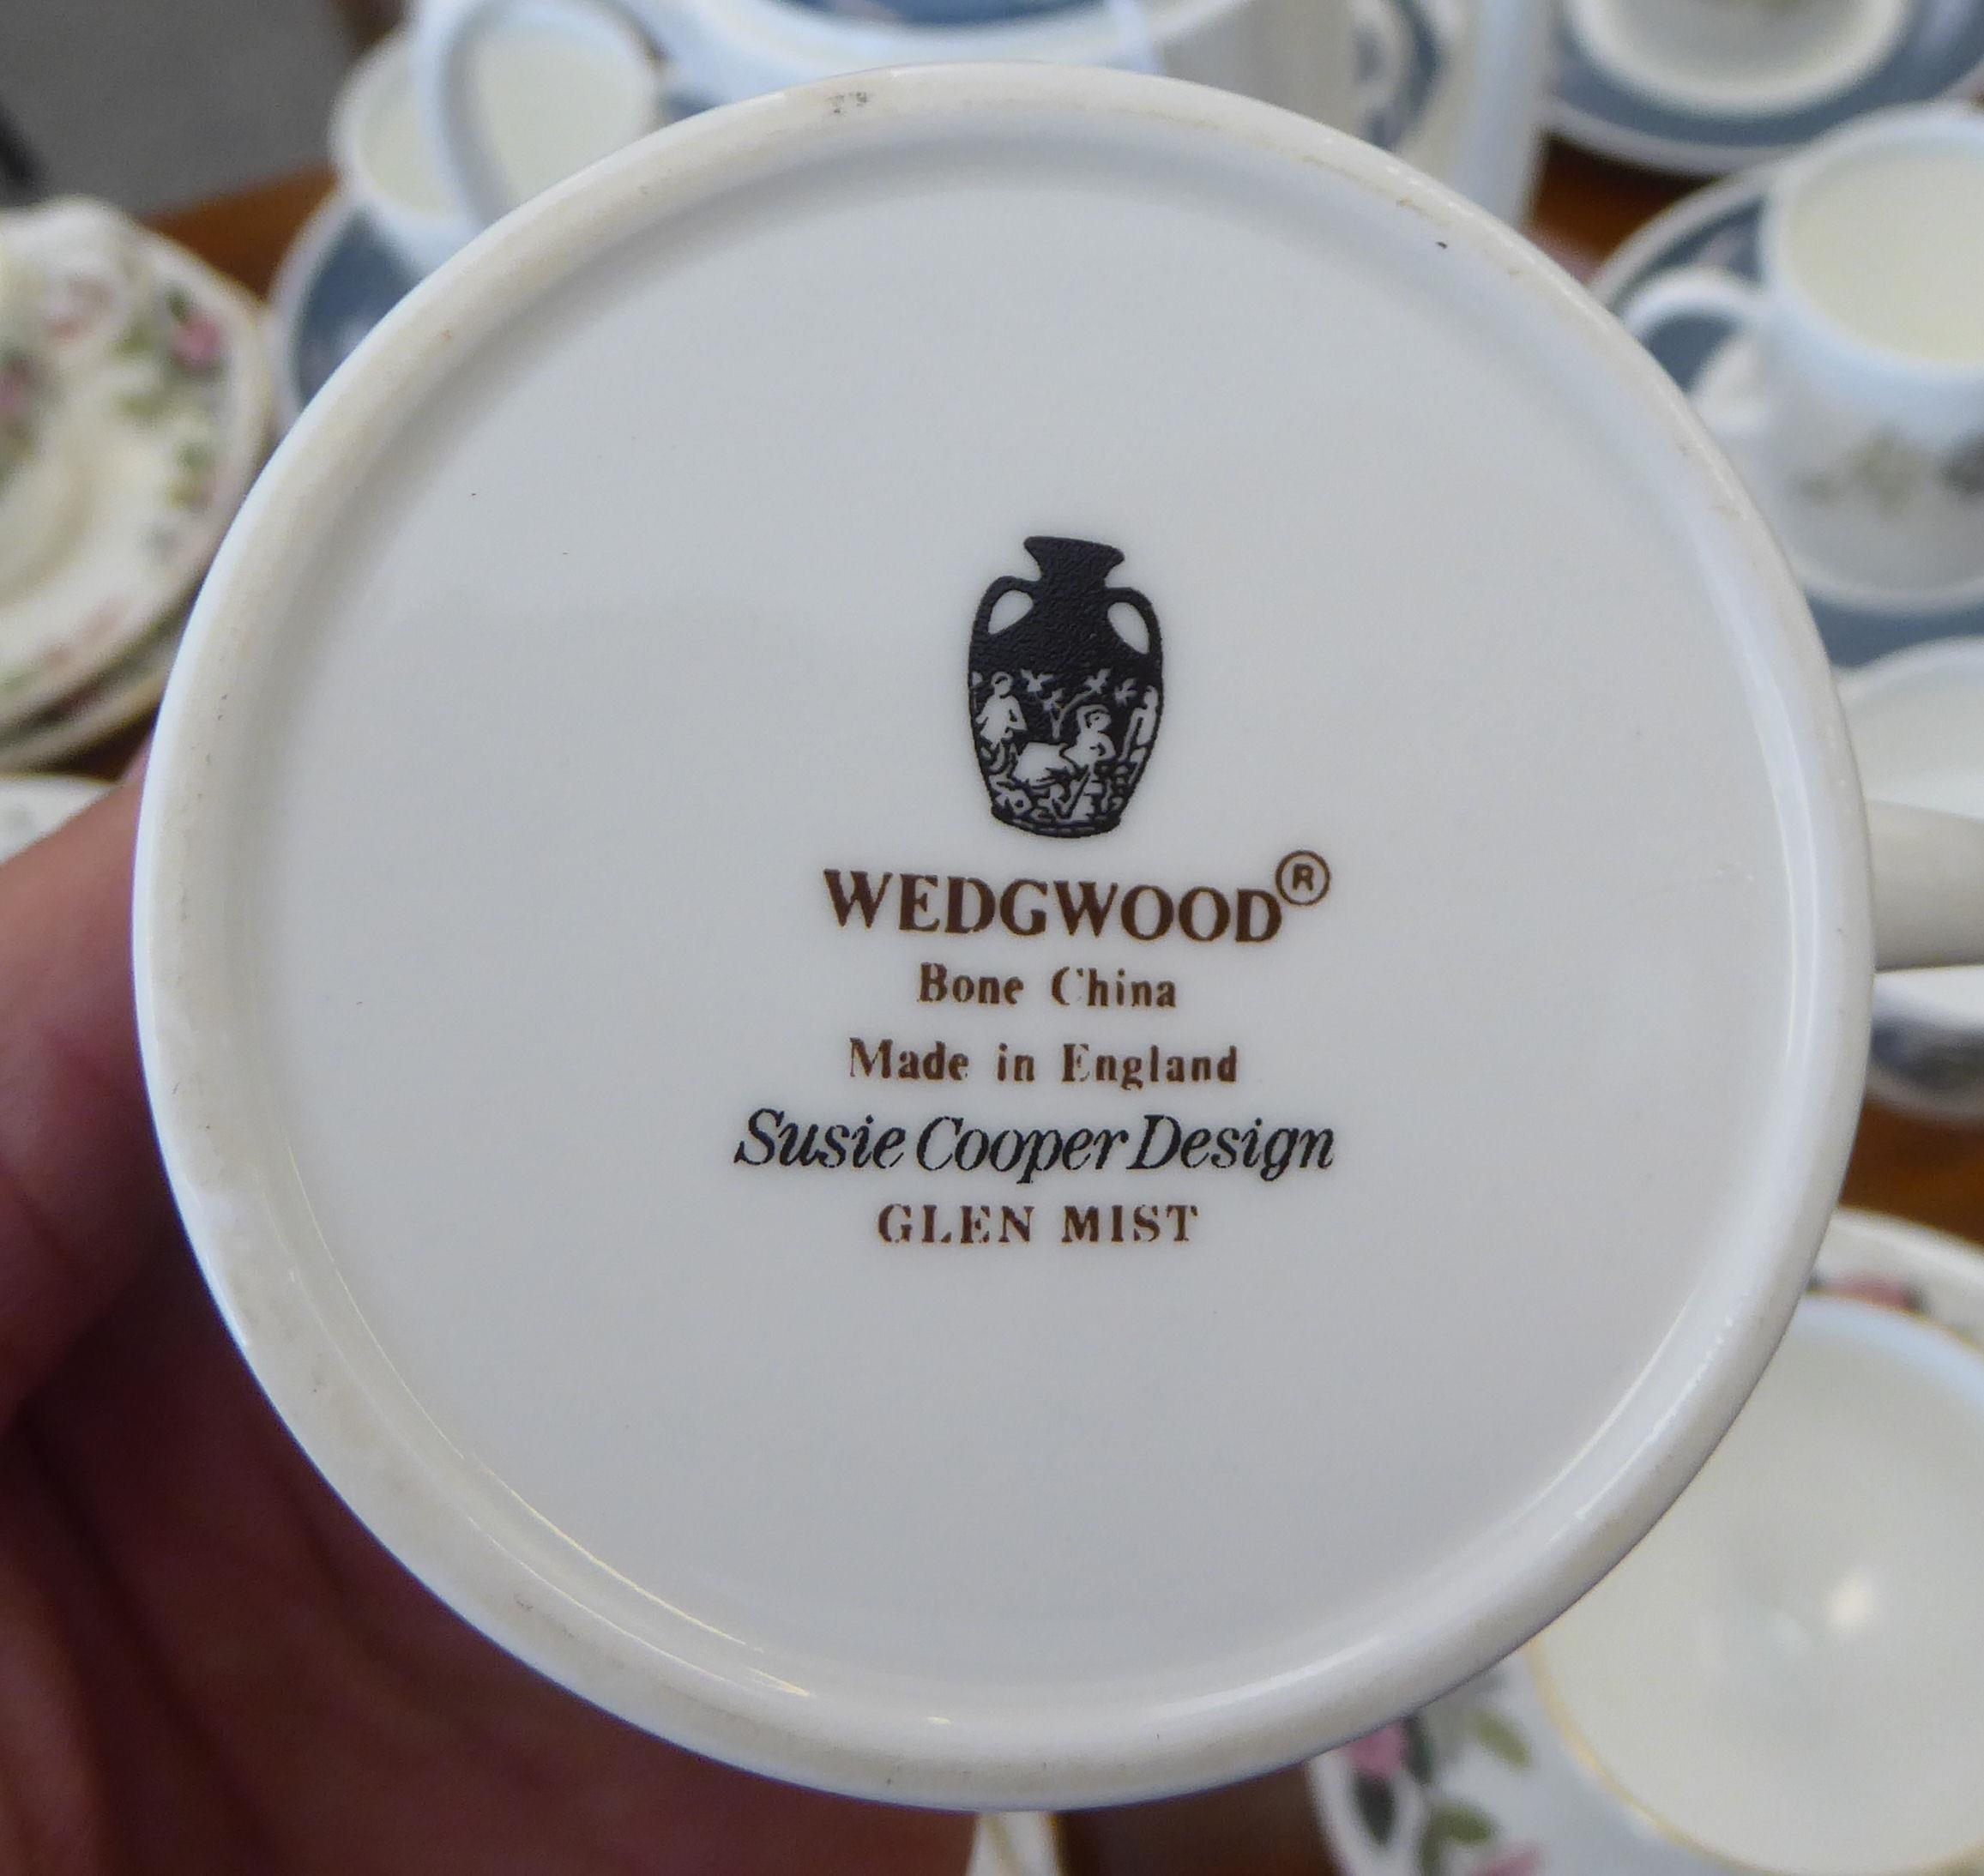 WEDGWOOD®
Bone China
Made in England
Susie Cooper Design
GLEN MIST